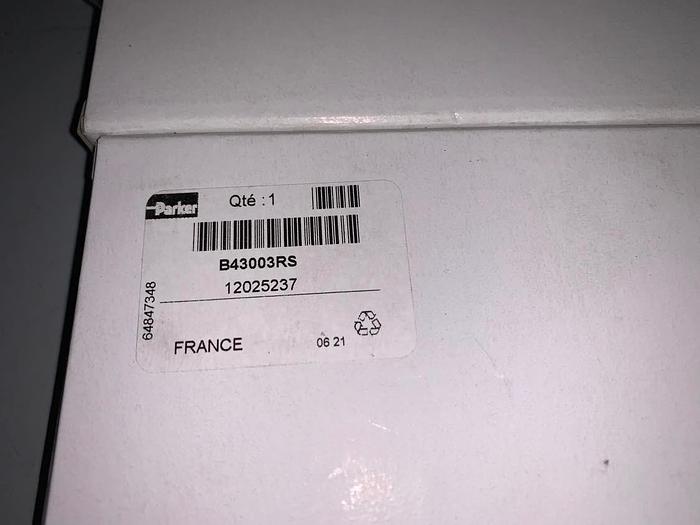 Parker
Qté : 1
B43003RS
12025237
64847348
FRANCE
06 21